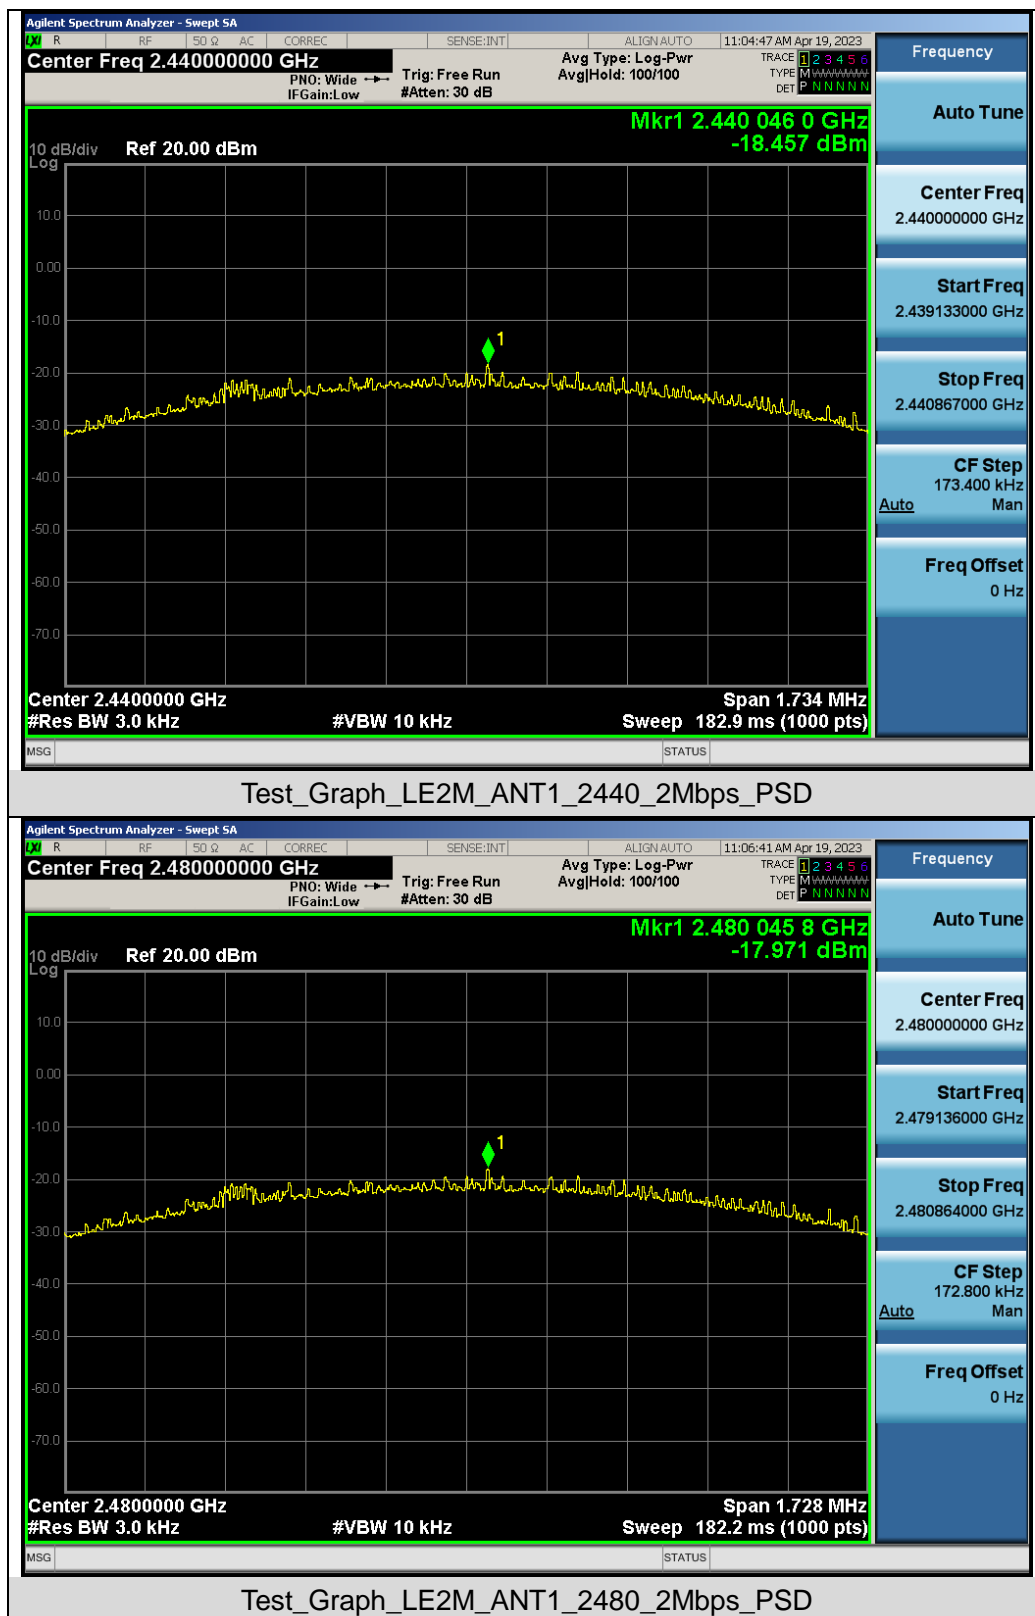 Agilent Spectrum Analyzer - Swept SA
LXI R RF 50 Ω AC CORREC SENSE:INT ALIGN AUTO 11:04:47 AM Apr 19, 2023
Center Freq 2.440000000 GHz
PNO: Wide
IFGain:Low
Trig: Free Run
#Atten: 30 dB
Avg Type: Log-Pwr
Avg|Hold: 100/100
TRACE 1 2 3 4 5 6
TYPE M WWWWW
DET P N N N N N
Frequency
Mkr1 2.440 046 0 GHz
-18.457 dBm
10 dB/div Ref 20.00 dBm
Log
10.0
0.00
-10.0
-20.0
-30.0
-40.0
-50.0
-60.0
-70.0
1
Center 2.4400000 GHz Span 1.734 MHz
#Res BW 3.0 kHz #VBW 10 kHz Sweep 182.9 ms (1000 pts)
MSG STATUS
Auto Tune
Center Freq
2.440000000 GHz
Start Freq
2.439133000 GHz
Stop Freq
2.440867000 GHz
CF Step
173.400 kHz
Auto Man
Freq Offset
0 Hz
Test_Graph_LE2M_ANT1_2440_2Mbps_PSD
Agilent Spectrum Analyzer - Swept SA
LXI R RF 50 Ω AC CORREC SENSE:INT ALIGN AUTO 11:06:41 AM Apr 19, 2023
Center Freq 2.480000000 GHz
PNO: Wide
IFGain:Low
Trig: Free Run
#Atten: 30 dB
Avg Type: Log-Pwr
Avg|Hold: 100/100
TRACE 1 2 3 4 5 6
TYPE M WWWWW
DET P N N N N N
Frequency
Mkr1 2.480 045 8 GHz
-17.971 dBm
10 dB/div Ref 20.00 dBm
Log
10.0
0.00
-10.0
-20.0
-30.0
-40.0
-50.0
-60.0
-70.0
1
Center 2.4800000 GHz Span 1.728 MHz
#Res BW 3.0 kHz #VBW 10 kHz Sweep 182.2 ms (1000 pts)
MSG STATUS
Auto Tune
Center Freq
2.480000000 GHz
Start Freq
2.479136000 GHz
Stop Freq
2.480864000 GHz
CF Step
172.800 kHz
Auto Man
Freq Offset
0 Hz
Test_Graph_LE2M_ANT1_2480_2Mbps_PSD